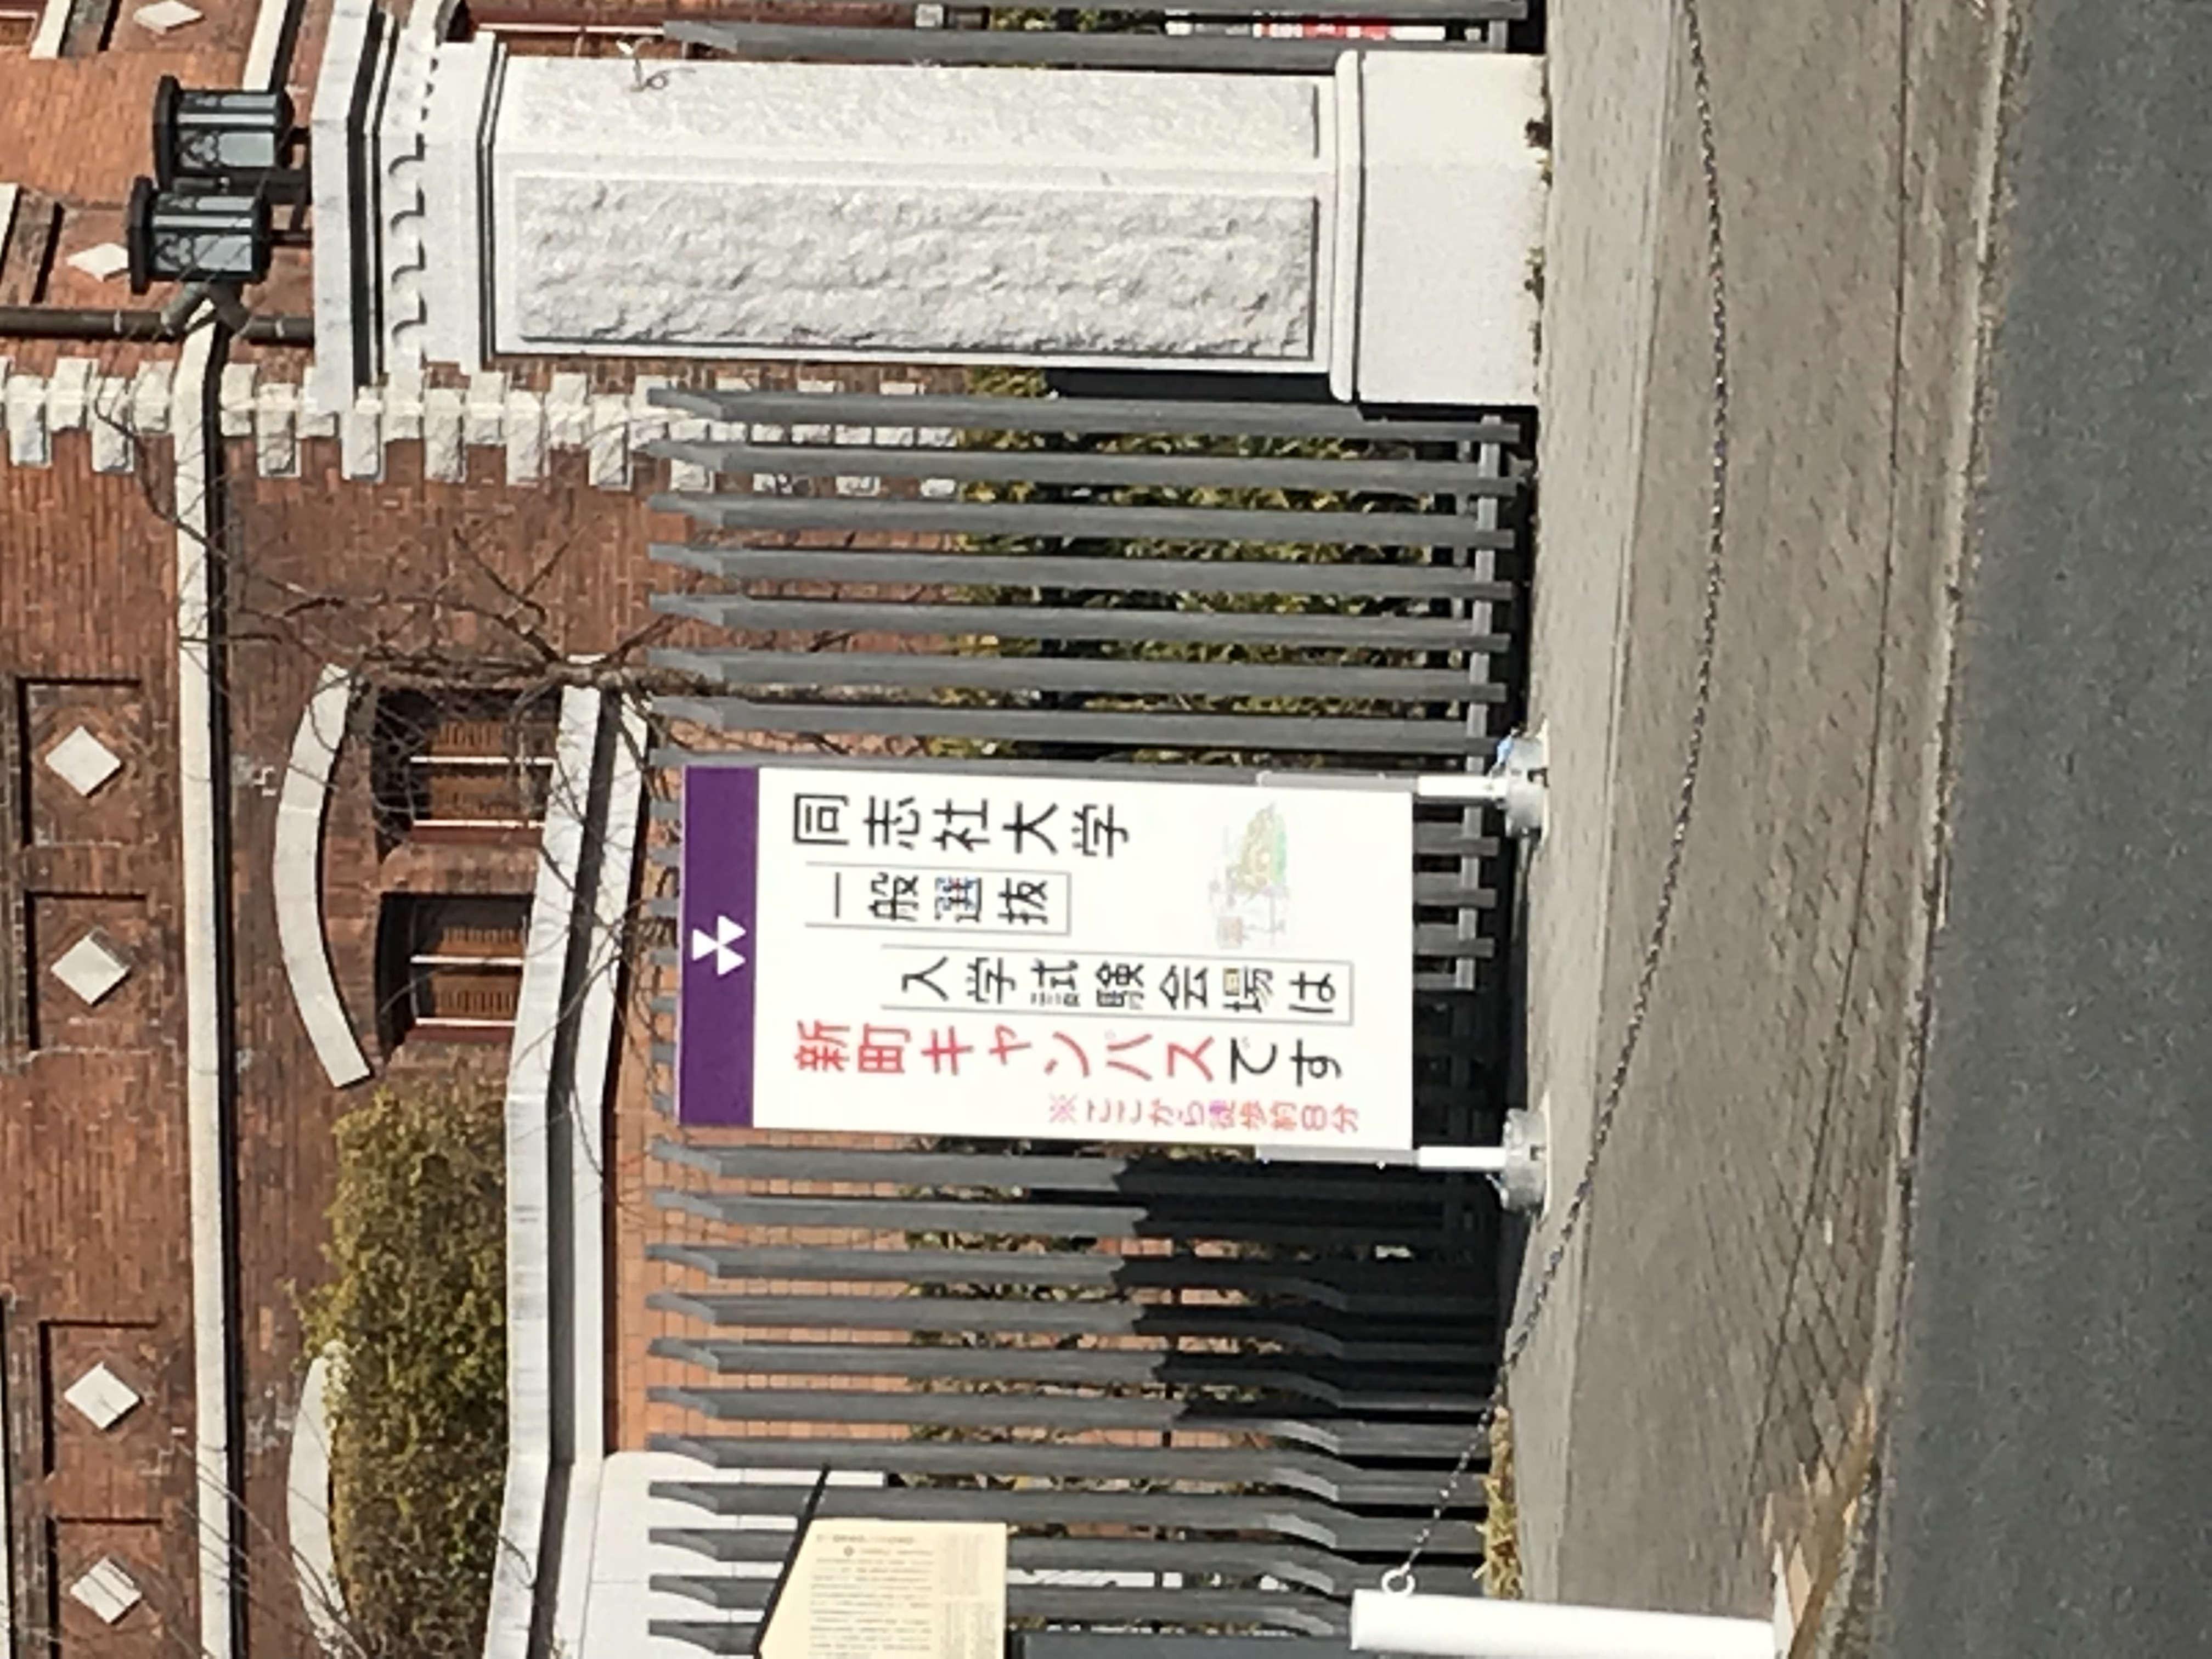 同志社大学
一般選抜
入学試験会場は
新町キャンパスです
※ここから徒歩約8分